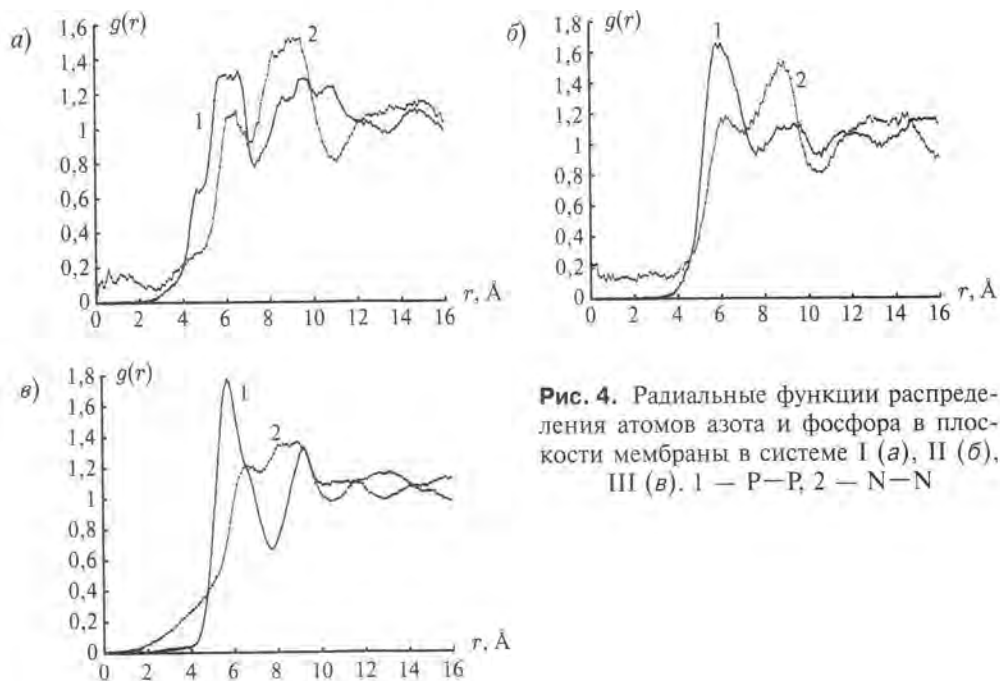 а)
g(r)
1,6
1,4
1,2
1
0,8
0,6
0,4
0,2
0
1
2
0 2 4 6 8 10 12 14 16
r, Å
б)
g(r)
1,8
1,6
1,4
1,2
1
0,8
0,6
0,4
0,2
0
1
2
0 2 4 6 8 10 12 14 16
r, Å
в)
g(r)
1,8
1,6
1,4
1,2
1
0,8
0,6
0,4
0,2
0
1
2
0 2 4 6 8 10 12 14 16
r, Å
Рис. 4. Радиальные функции распреде-
ления атомов азота и фосфора в плос-
кости мембраны в системе I (а), II (б),
III (в). 1 — P—P, 2 — N—N